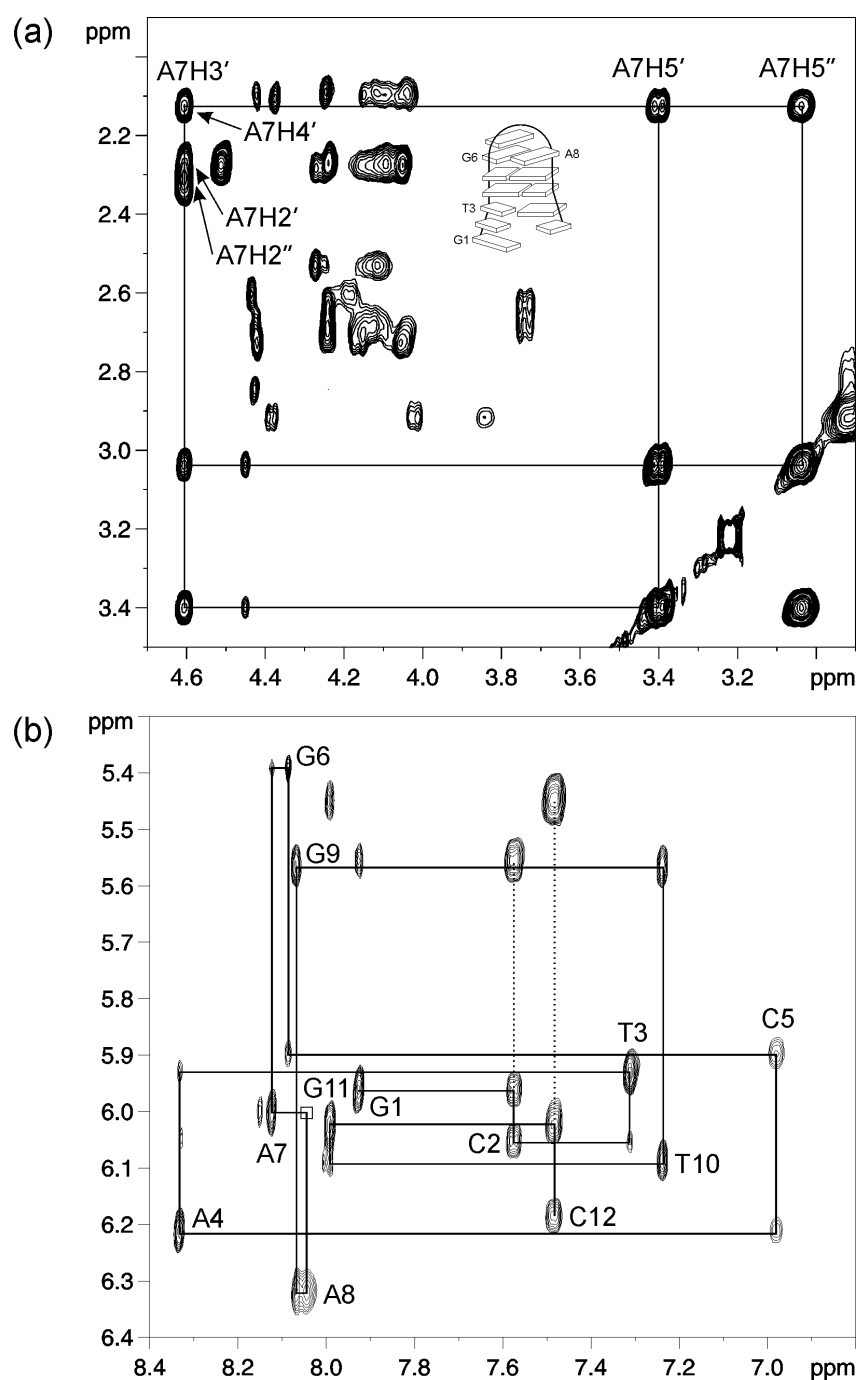 (a)
ppm
A7H3′
A7H5′
A7H5″
A7H4′
2.2
G6
A8
A7H2′
2.4
T3
A7H2″
G1
2.6
2.8
3.0
3.2
3.4
4.6 4.4 4.2 4.0 3.8 3.6 3.4 3.2 ppm
(b)
ppm
5.4
G6
5.5
G9
5.6
5.7
5.8
T3
C5
5.9
G11
G1
6.0
A7
C2
6.1
T10
A4
C12
6.2
6.3
A8
6.4
8.4 8.2 8.0 7.8 7.6 7.4 7.2 7.0 ppm